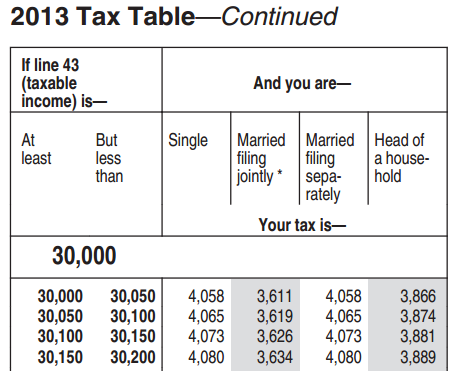 2013 Tax Table—Continued
If line 43
(taxable
income) is—
And you are—
At
least
But
less
than
Single
Married
filing
jointly *
Married
filing
sepa-
rately
Head of
a house-
hold
Your tax is—
30,000
30,000 30,050 4,058 3,611 4,058 3,866
30,050 30,100 4,065 3,619 4,065 3,874
30,100 30,150 4,073 3,626 4,073 3,881
30,150 30,200 4,080 3,634 4,080 3,889